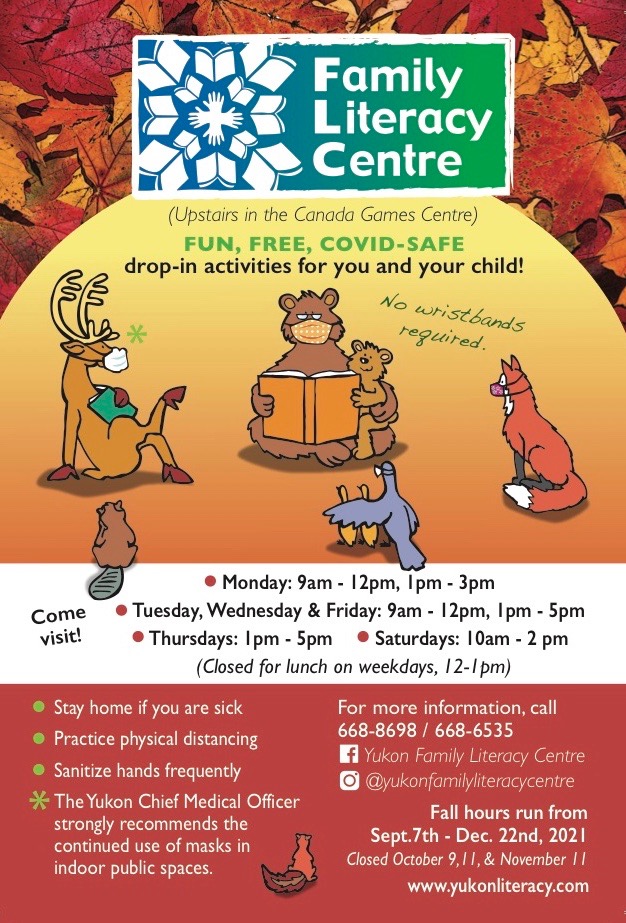 Family
Literacy
Centre
(Upstairs in the Canada Games Centre)
FUN, FREE, COVID-SAFE
drop-in activities for you and your child!
No wristbands
required.
Come
visit!
• Monday: 9am - 12pm, 1pm - 3pm
• Tuesday, Wednesday & Friday: 9am - 12pm, 1pm - 5pm
• Thursdays: 1pm - 5pm • Saturdays: 10am - 2 pm
(Closed for lunch on weekdays, 12-1pm)
• Stay home if you are sick
• Practice physical distancing
• Sanitize hands frequently
* The Yukon Chief Medical Officer
strongly recommends the
continued use of masks in
indoor public spaces.
For more information, call
668-8698 / 668-6535
Yukon Family Literacy Centre
@yukonfamilyliteracycentre
Fall hours run from
Sept.7th - Dec. 22nd, 2021
Closed October 9,11, & November 11
www.yukonliteracy.com